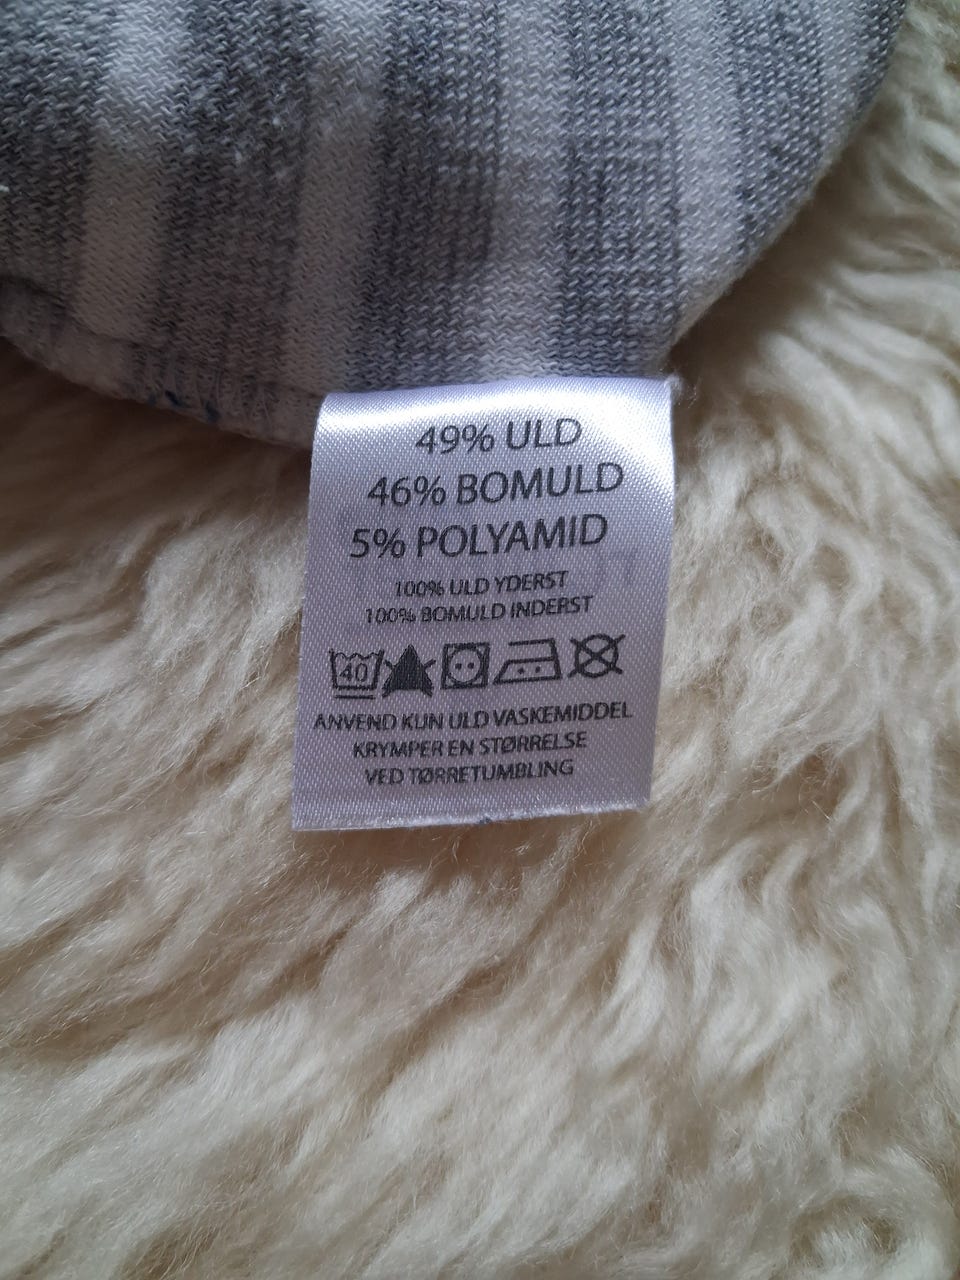 49% ULD
46% BOMULD
5% POLYAMID
100% ULD YDERST
100% BOMULD INDERST
40
ANVEND KUN ULD VASKEMIDDEL
KRYMPER EN STØRRELSE
VED TØRRETUMBLING